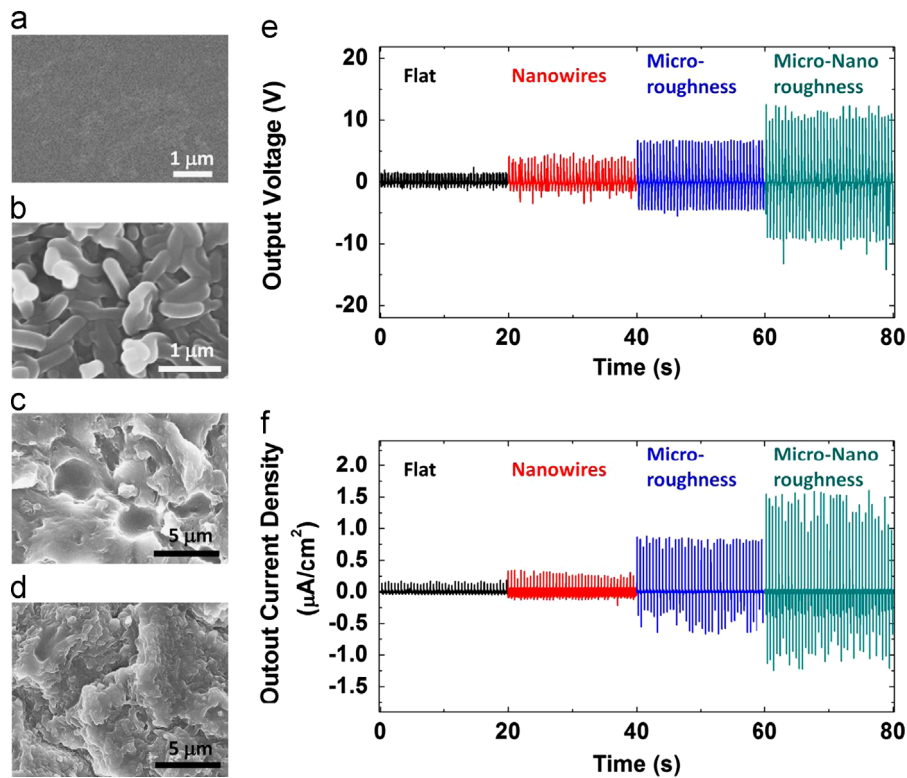 a
1 μm
b
1 μm
c
5 μm
d
5 μm
e
Output Voltage (V)
20
10
0
-10
-20
Flat
Nanowires
Micro-
roughness
Micro-Nano
roughness
0
20
40
60
80
Time (s)
f
Outout Current Density
(μA/cm²)
2.0
1.5
1.0
0.5
0.0
-0.5
-1.0
-1.5
Flat
Nanowires
Micro-
roughness
Micro-Nano
roughness
0
20
40
60
80
Time (s)